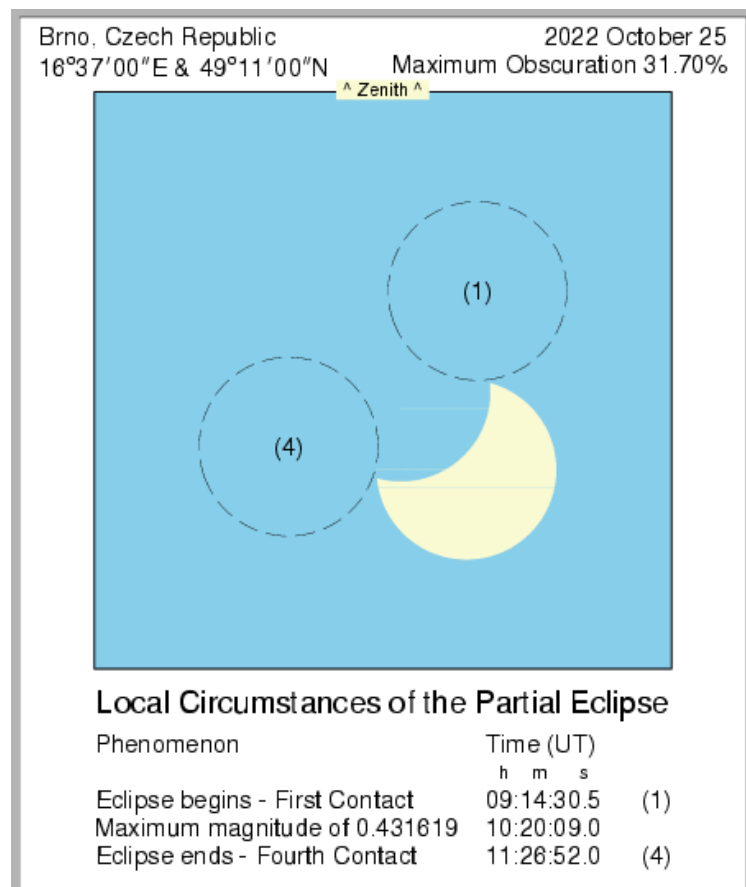 Brno, Czech Republic 2022 October 25
16°37'00"E & 49°11'00"N Maximum Obscuration 31.70%
^ Zenith ^
(1)
(4)
Local Circumstances of the Partial Eclipse
Phenomenon Time (UT)
h m s
Eclipse begins - First Contact 09:14:30.5 (1)
Maximum magnitude of 0.431619 10:20:09.0
Eclipse ends - Fourth Contact 11:26:52.0 (4)